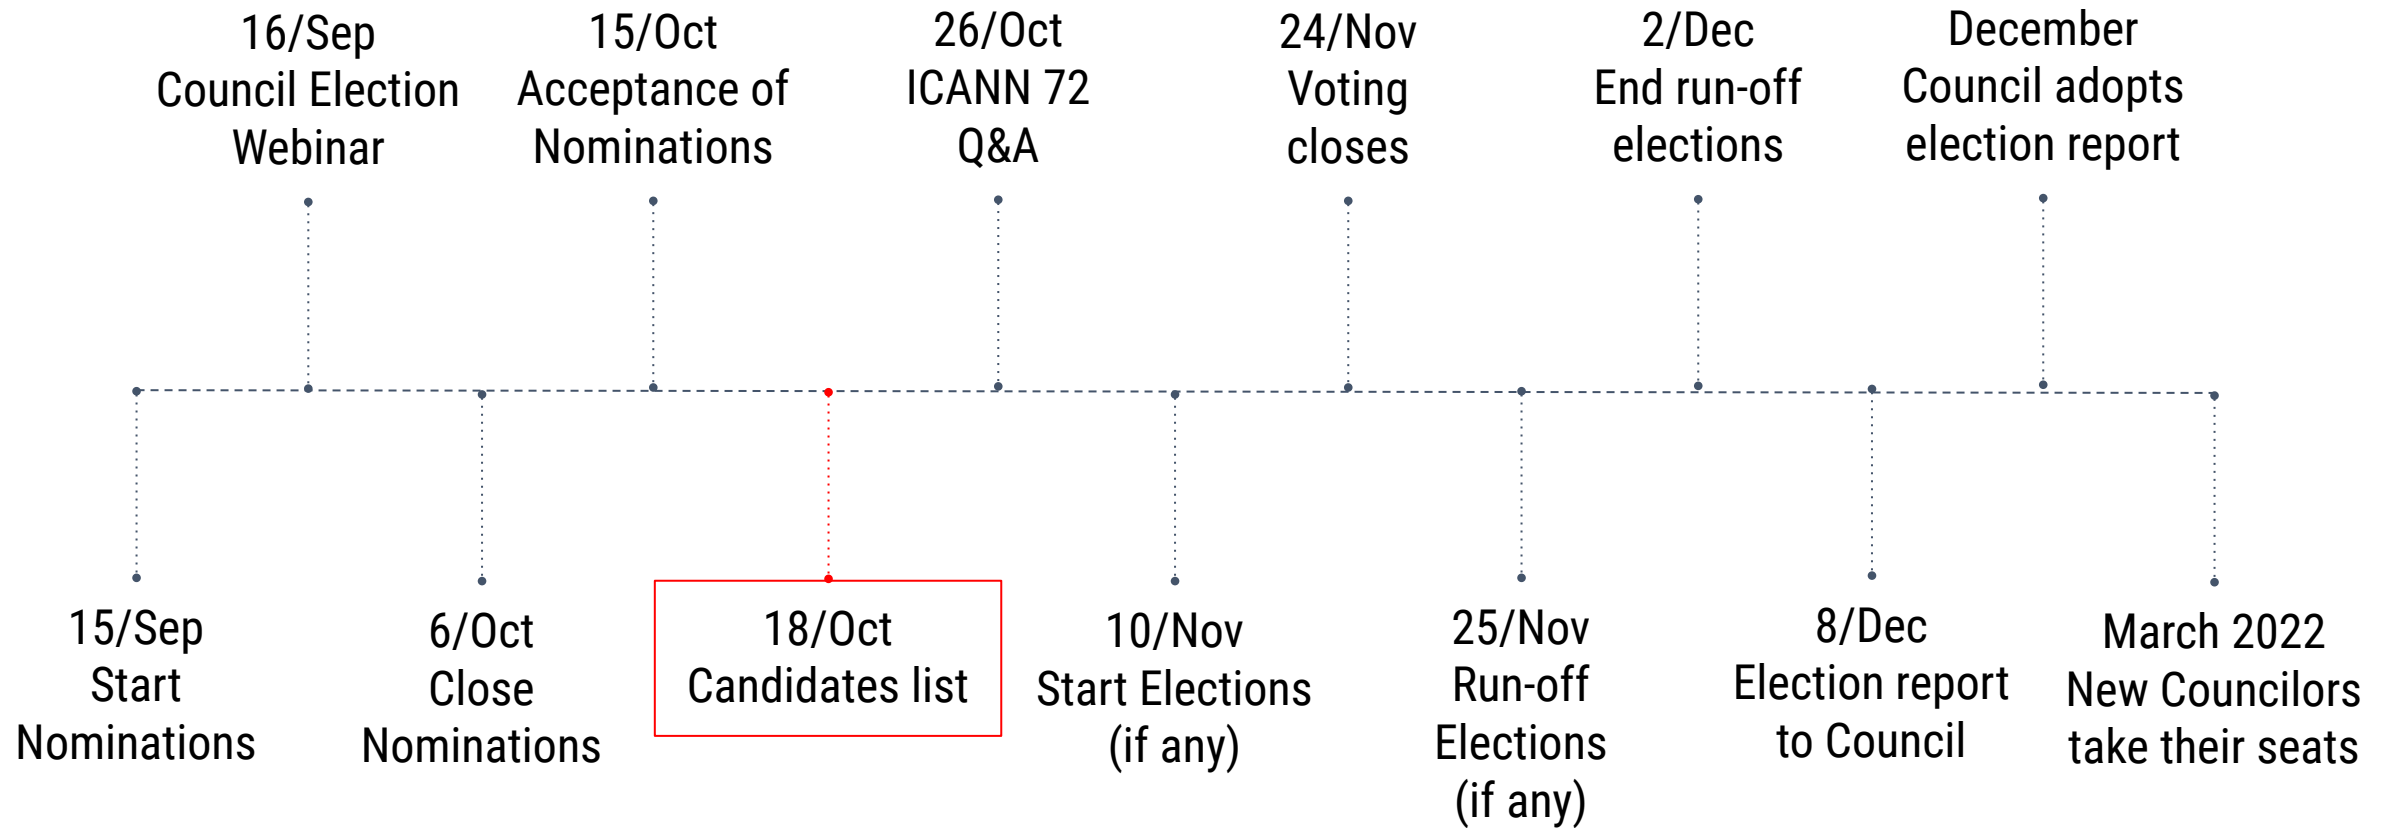 16/Sep
Council Election
Webinar
15/Oct
Acceptance of
Nominations
26/Oct
ICANN 72
Q&A
24/Nov
Voting
closes
2/Dec
End run-off
elections
December
Council adopts
election report
15/Sep
Start
Nominations
6/Oct
Close
Nominations
18/Oct
Candidates list
10/Nov
Start Elections
(if any)
25/Nov
Run-off
Elections
(if any)
8/Dec
Election report
to Council
March 2022
New Councilors
take their seats